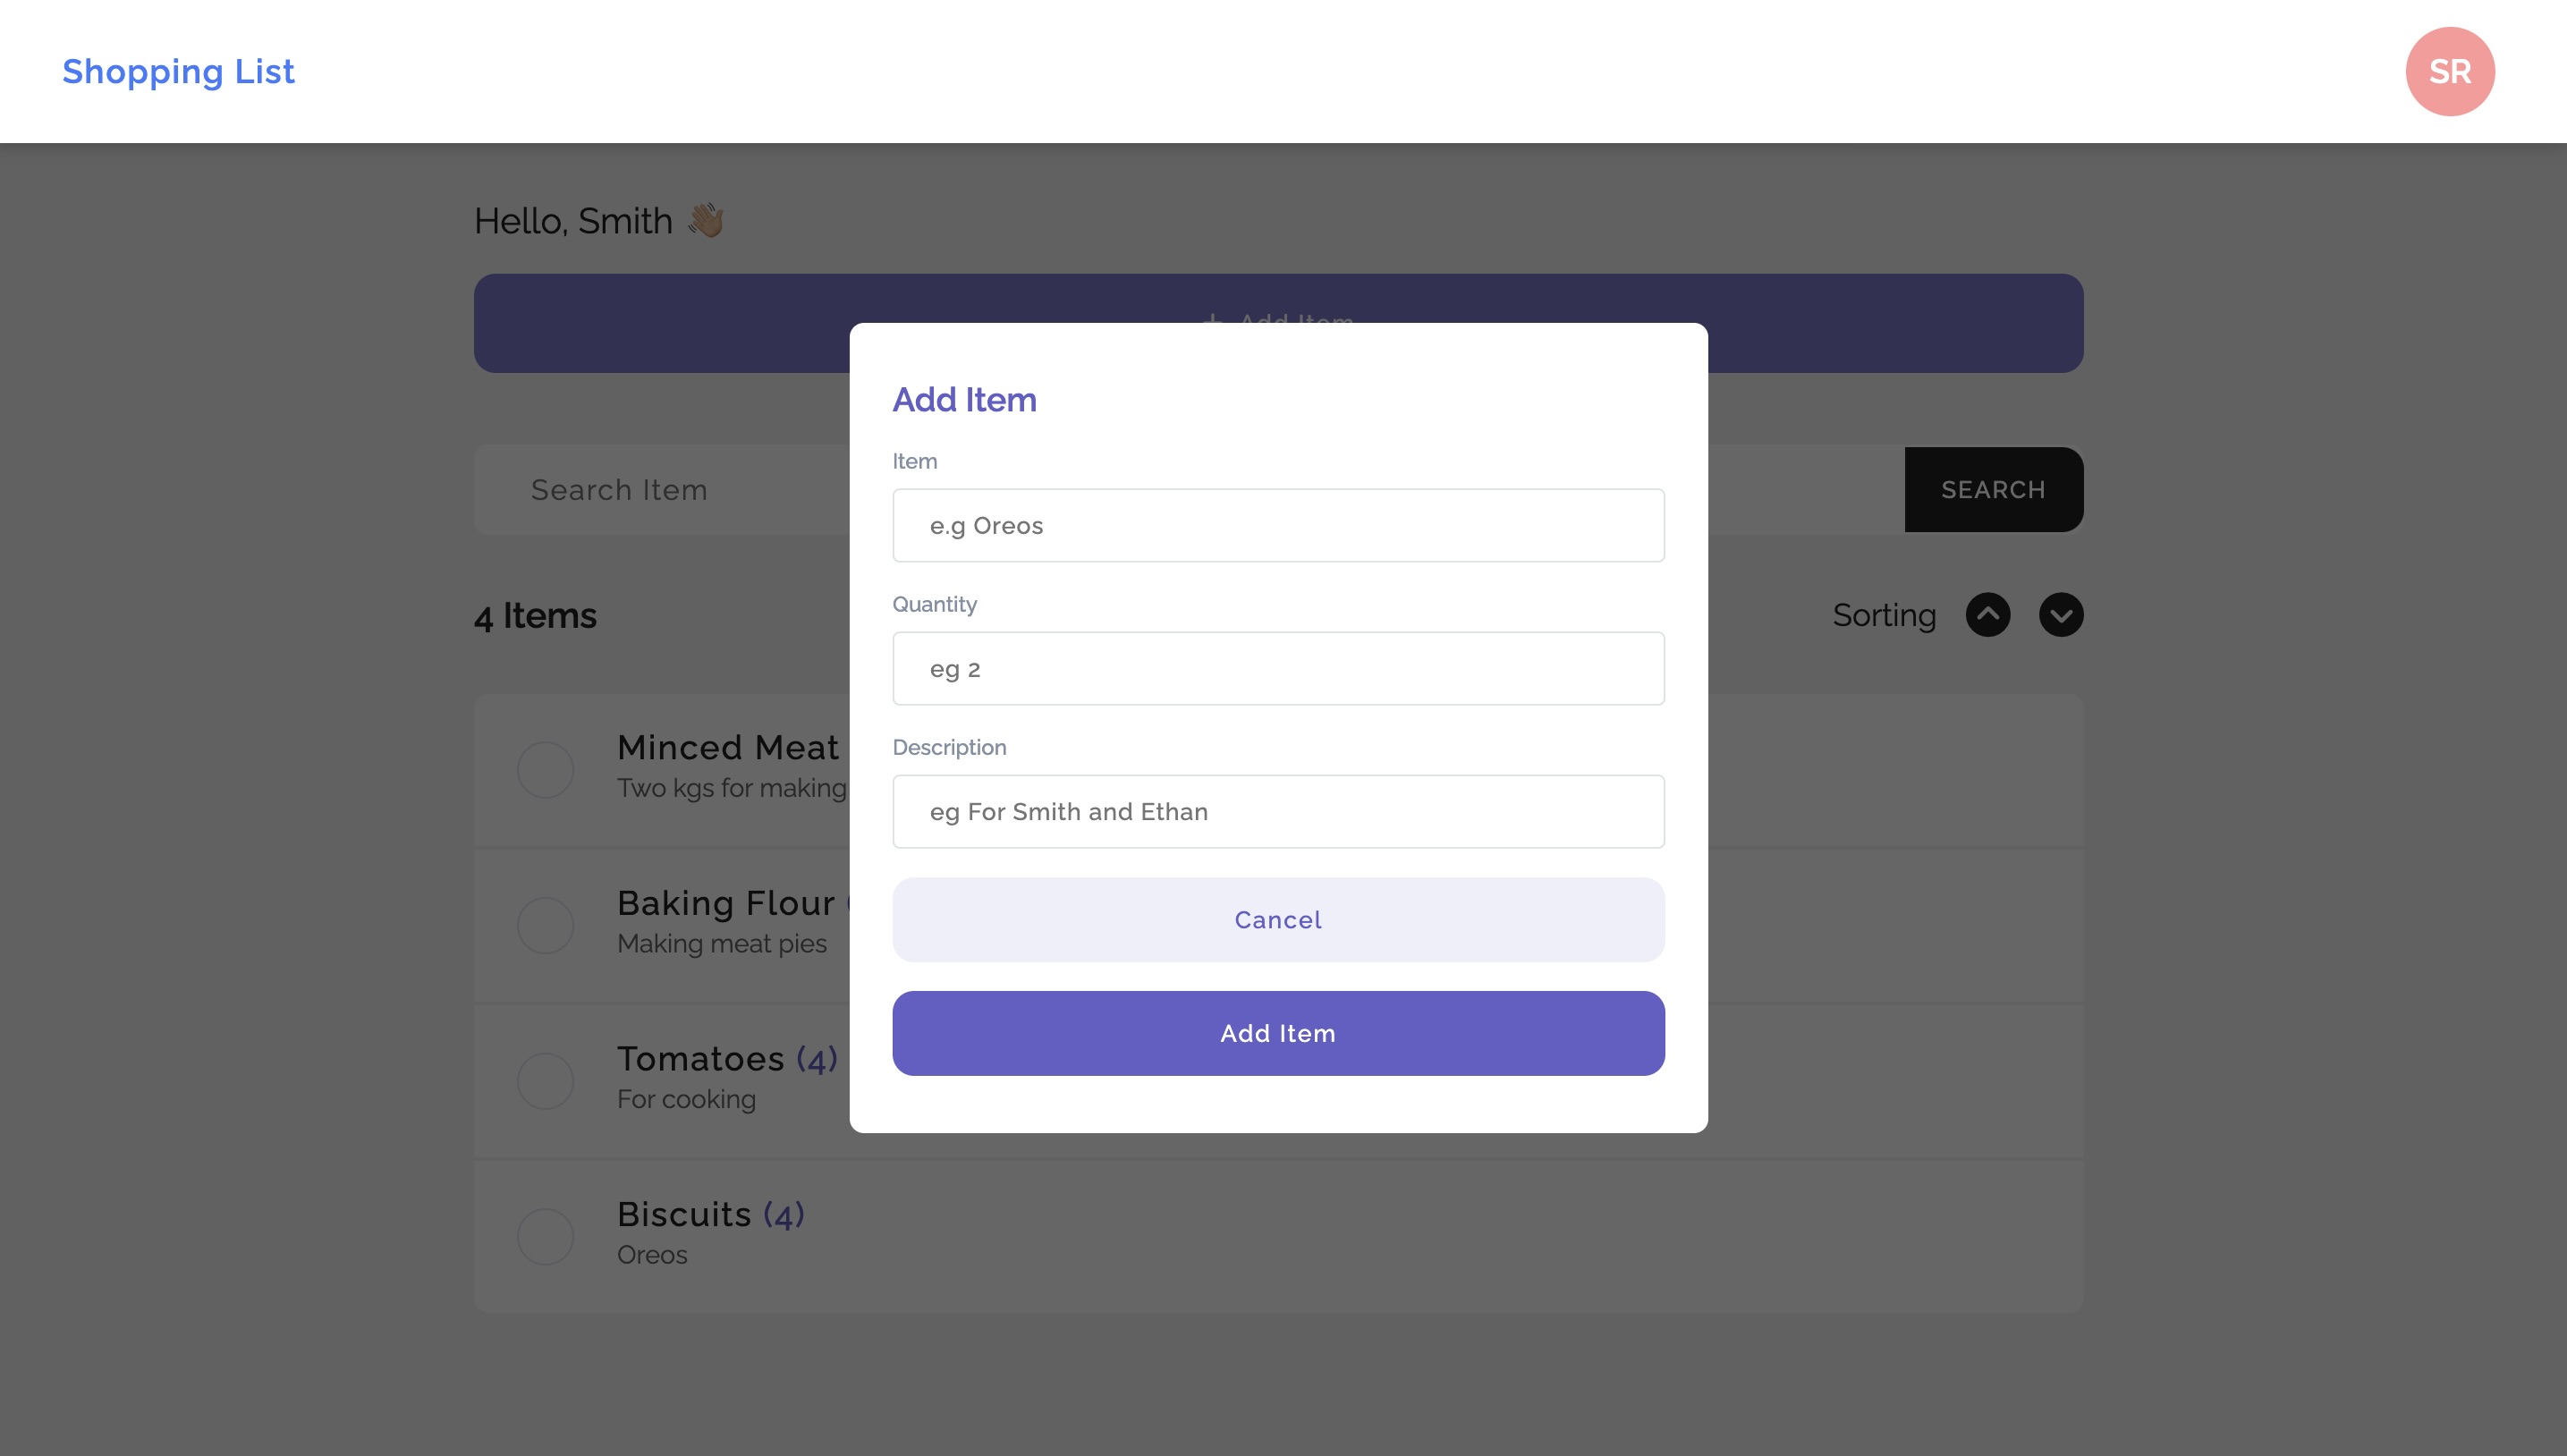 Shopping List
SR
Hello, Smith 👋🏽
+ Add Item
Add Item
Item
e.g Oreos
Quantity
eg 2
Description
eg For Smith and Ethan
Cancel
Add Item
Search Item
SEARCH
4 Items
Sorting
Minced Meat
Two kgs for making
Baking Flour
Making meat pies
Tomatoes (4)
For cooking
Biscuits (4)
Oreos